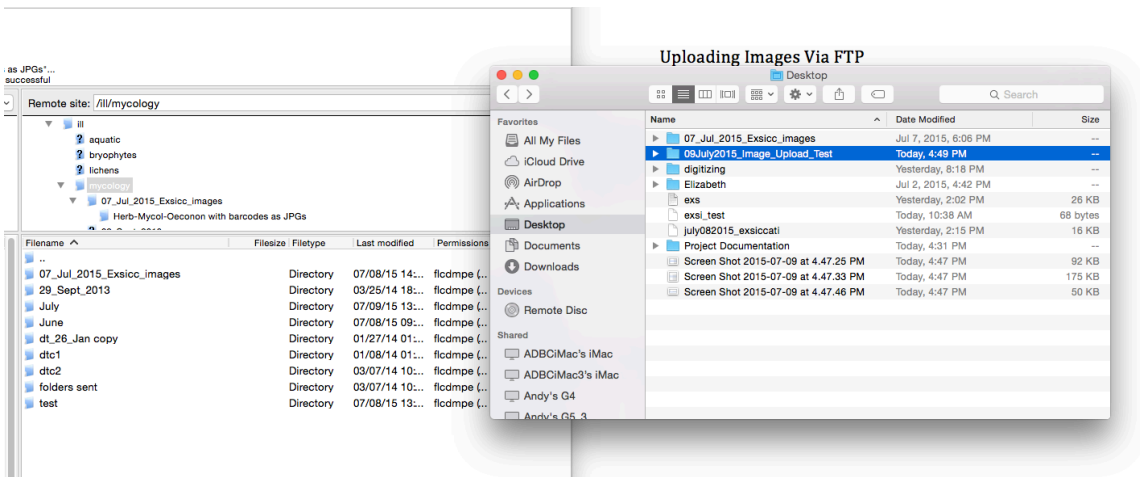 Uploading Images Via FTP
as JPGs"...
successful
Remote site: /ill/mycology
ill
aquatic
bryophytes
lichens
mycology
07_Jul_2015_Exsicc_images
Herb-Mycol-Oeconon with barcodes as JPGs
Filename Filesize Filetype Last modified Permissions
..
07_Jul_2015_Exsicc_images Directory 07/08/15 14:... flcdmpe (...
29_Sept_2013 Directory 03/25/14 18:... flcdmpe (...
July Directory 07/09/15 13:... flcdmpe (...
June Directory 07/08/15 09:... flcdmpe (...
dt_26_Jan copy Directory 01/27/14 01:... flcdmpe (...
dtc1 Directory 01/08/14 01:... flcdmpe (...
dtc2 Directory 03/07/14 10:... flcdmpe (...
folders sent Directory 03/07/14 10:... flcdmpe (...
test Directory 07/08/15 13:... flcdmpe (...
Desktop
Search
Favorites
All My Files
iCloud Drive
AirDrop
Applications
Desktop
Documents
Downloads
Devices
Remote Disc
Shared
ADBCiMac's iMac
ADBCiMac3's iMac
Andy's G4
Andy's G5 3
Name Date Modified Size
07_Jul_2015_Exsicc_images Jul 7, 2015, 6:06 PM --
09July2015_Image_Upload_Test Today, 4:49 PM --
digitizing Yesterday, 8:18 PM --
Elizabeth Jul 2, 2015, 4:42 PM --
exs Yesterday, 2:02 PM 26 KB
exsi_test Today, 10:38 AM 68 bytes
july082015_exsiccati Yesterday, 2:15 PM 16 KB
Project Documentation Today, 4:31 PM --
Screen Shot 2015-07-09 at 4.47.25 PM Today, 4:47 PM 92 KB
Screen Shot 2015-07-09 at 4.47.33 PM Today, 4:47 PM 175 KB
Screen Shot 2015-07-09 at 4.47.46 PM Today, 4:47 PM 50 KB